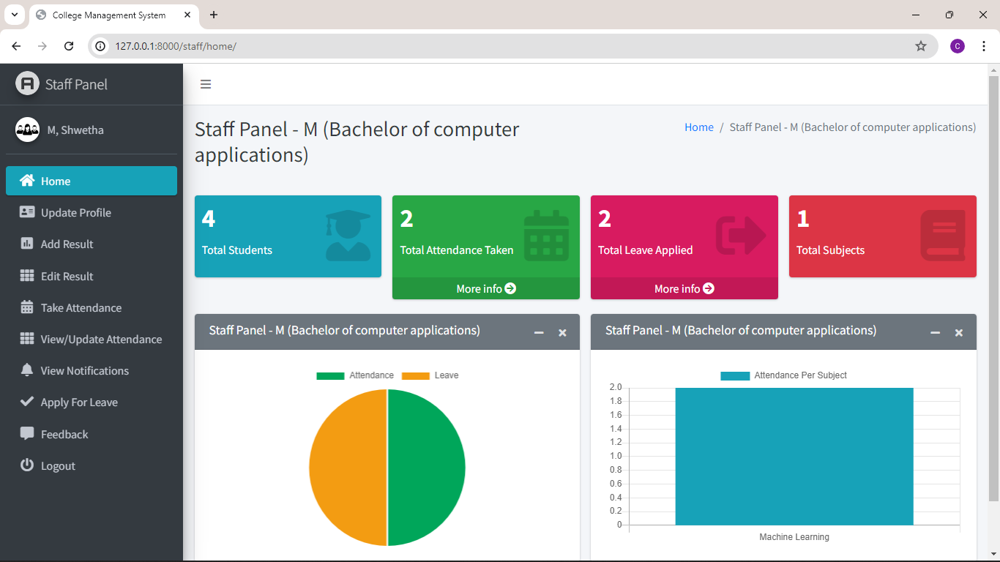 College Management System
127.0.0.1:8000/staff/home/
C
Staff Panel
M, Shwetha
Home
Update Profile
Add Result
Edit Result
Take Attendance
View/Update Attendance
View Notifications
Apply For Leave
Feedback
Logout
Staff Panel - M (Bachelor of computer
applications)
Home / Staff Panel - M (Bachelor of computer applications)
4
Total Students
2
Total Attendance Taken
More info
2
Total Leave Applied
More info
1
Total Subjects
Staff Panel - M (Bachelor of computer applications)
Attendance Leave
Staff Panel - M (Bachelor of computer applications)
Attendance Per Subject
2.0
1.8
1.6
1.4
1.2
1.0
0.8
0.6
0.4
0.2
0
Machine Learning